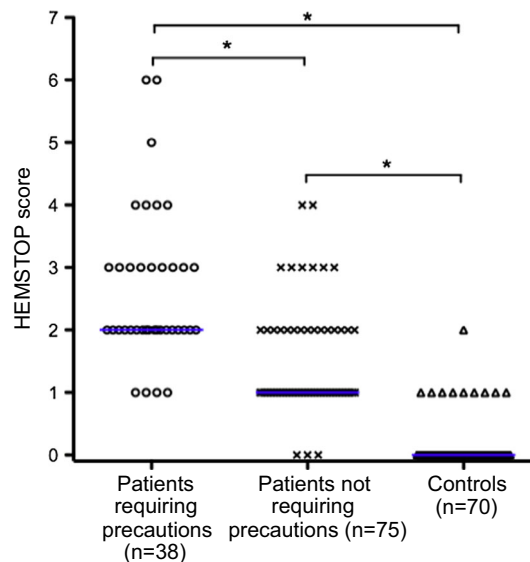 7
6
5
4
3
2
1
0
HEMSTOP score
*
*
*
Patients
requiring
precautions
(n=38)
Patients not
requiring
precautions (n=75)
Controls
(n=70)